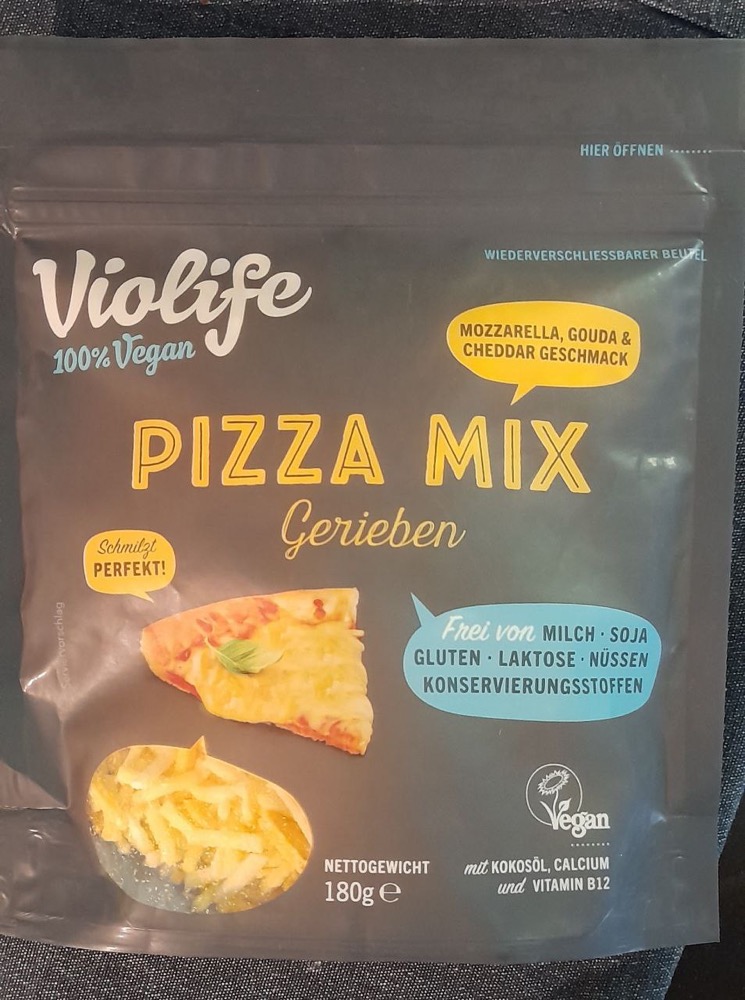 HIER ÖFFNEN ........
WIEDERVERSCHLIESSBARER BEUTEL
Violife
100% Vegan
MOZZARELLA, GOUDA &
CHEDDAR GESCHMACK
PIZZA MIX
Gerieben
Schmilzt
PERFEKT!
Frei von MILCH · SOJA
GLUTEN · LAKTOSE · NÜSSEN
KONSERVIERUNGSSTOFFEN
Vegan
NETTOGEWICHT
180g ℮
mit KOKOSÖL, CALCIUM
und VITAMIN B12